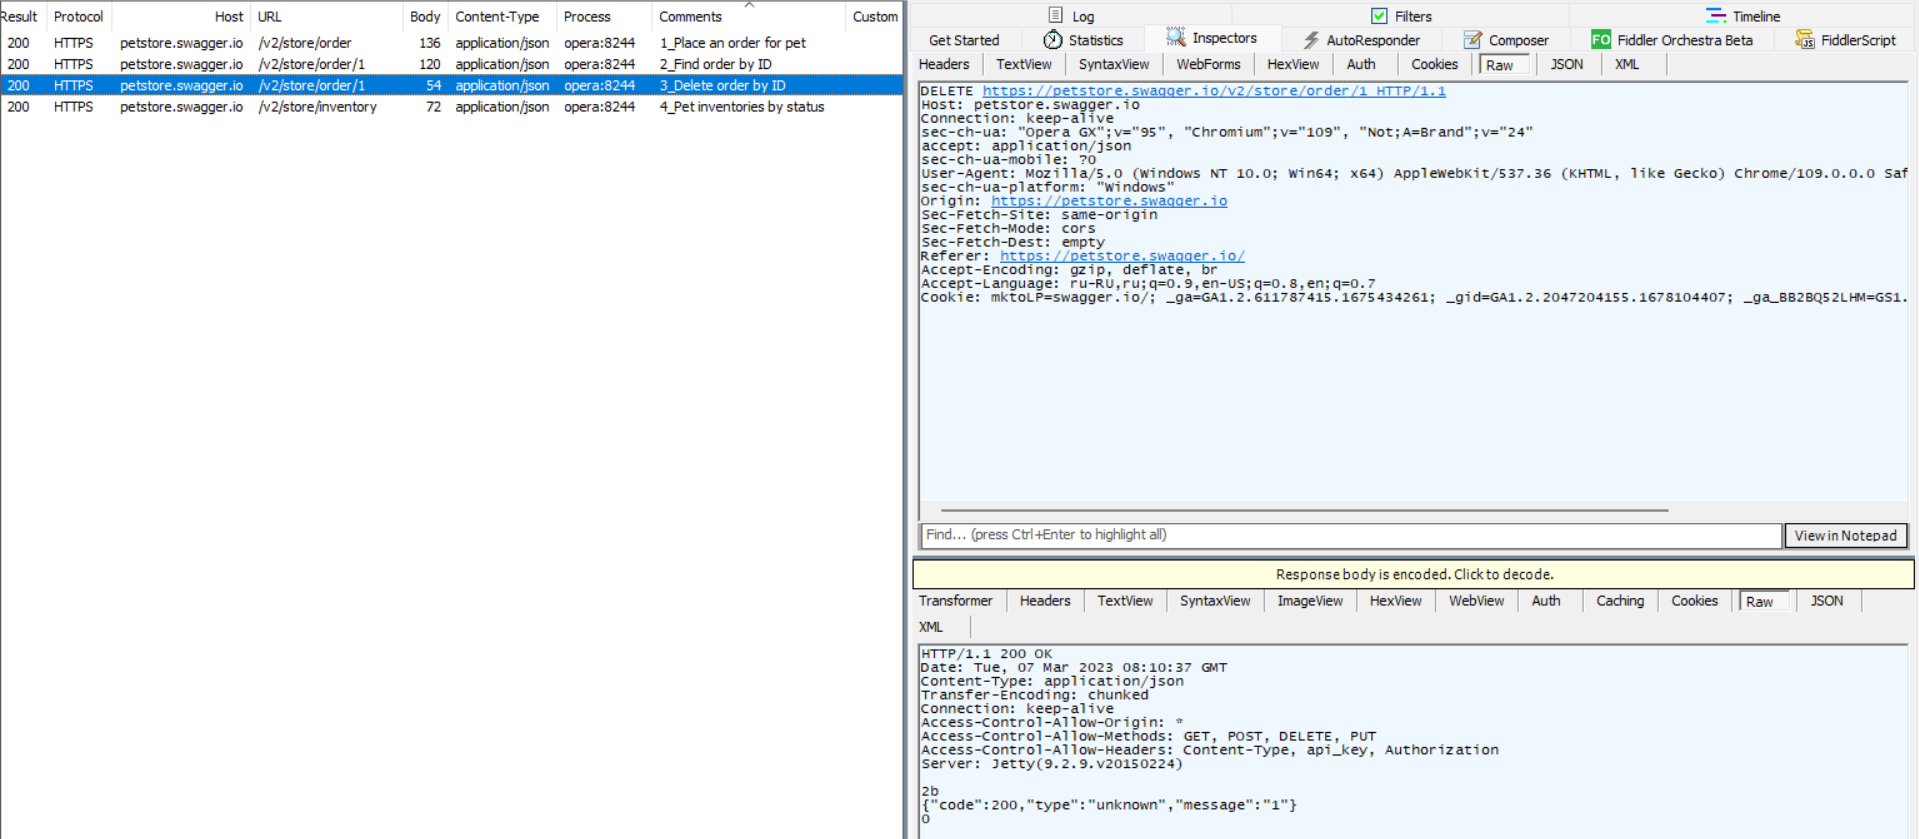 Result Protocol Host URL Body Content-Type Process Comments Custom
200 HTTPS petstore.swagger.io /v2/store/order 136 application/json opera:8244 1_Place an order for pet
200 HTTPS petstore.swagger.io /v2/store/order/1 120 application/json opera:8244 2_Find order by ID
200 HTTPS petstore.swagger.io /v2/store/order/1 54 application/json opera:8244 3_Delete order by ID
200 HTTPS petstore.swagger.io /v2/store/inventory 72 application/json opera:8244 4_Pet inventories by status
Log Filters Timeline
Get Started Statistics Inspectors AutoResponder Composer FO Fiddler Orchestra Beta JS FiddlerScript
Headers TextView SyntaxView WebForms HexView Auth Cookies Raw JSON XML
DELETE https://petstore.swagger.io/v2/store/order/1 HTTP/1.1
Host: petstore.swagger.io
Connection: keep-alive
sec-ch-ua: "Opera GX";v="95", "Chromium";v="109", "Not;A=Brand";v="24"
accept: application/json
sec-ch-ua-mobile: ?0
User-Agent: Mozilla/5.0 (Windows NT 10.0; Win64; x64) AppleWebKit/537.36 (KHTML, like Gecko) Chrome/109.0.0.0 Saf
sec-ch-ua-platform: "Windows"
Origin: https://petstore.swagger.io
Sec-Fetch-Site: same-origin
Sec-Fetch-Mode: cors
Sec-Fetch-Dest: empty
Referer: https://petstore.swagger.io/
Accept-Encoding: gzip, deflate, br
Accept-Language: ru-RU,ru;q=0.9,en-US;q=0.8,en;q=0.7
Cookie: mktoLP=swagger.io/; _ga=GA1.2.611787415.1675434261; _gid=GA1.2.2047204155.1678104407; _ga_BB2BQ52LHM=GS1.
Find... (press Ctrl+Enter to highlight all) View in Notepad
Response body is encoded. Click to decode.
Transformer Headers TextView SyntaxView ImageView HexView WebView Auth Caching Cookies Raw JSON
XML
HTTP/1.1 200 OK
Date: Tue, 07 Mar 2023 08:10:37 GMT
Content-Type: application/json
Transfer-Encoding: chunked
Connection: keep-alive
Access-Control-Allow-Origin: *
Access-Control-Allow-Methods: GET, POST, DELETE, PUT
Access-Control-Allow-Headers: Content-Type, api_key, Authorization
Server: Jetty(9.2.9.v20150224)
2b
{"code":200,"type":"unknown","message":"1"}
0